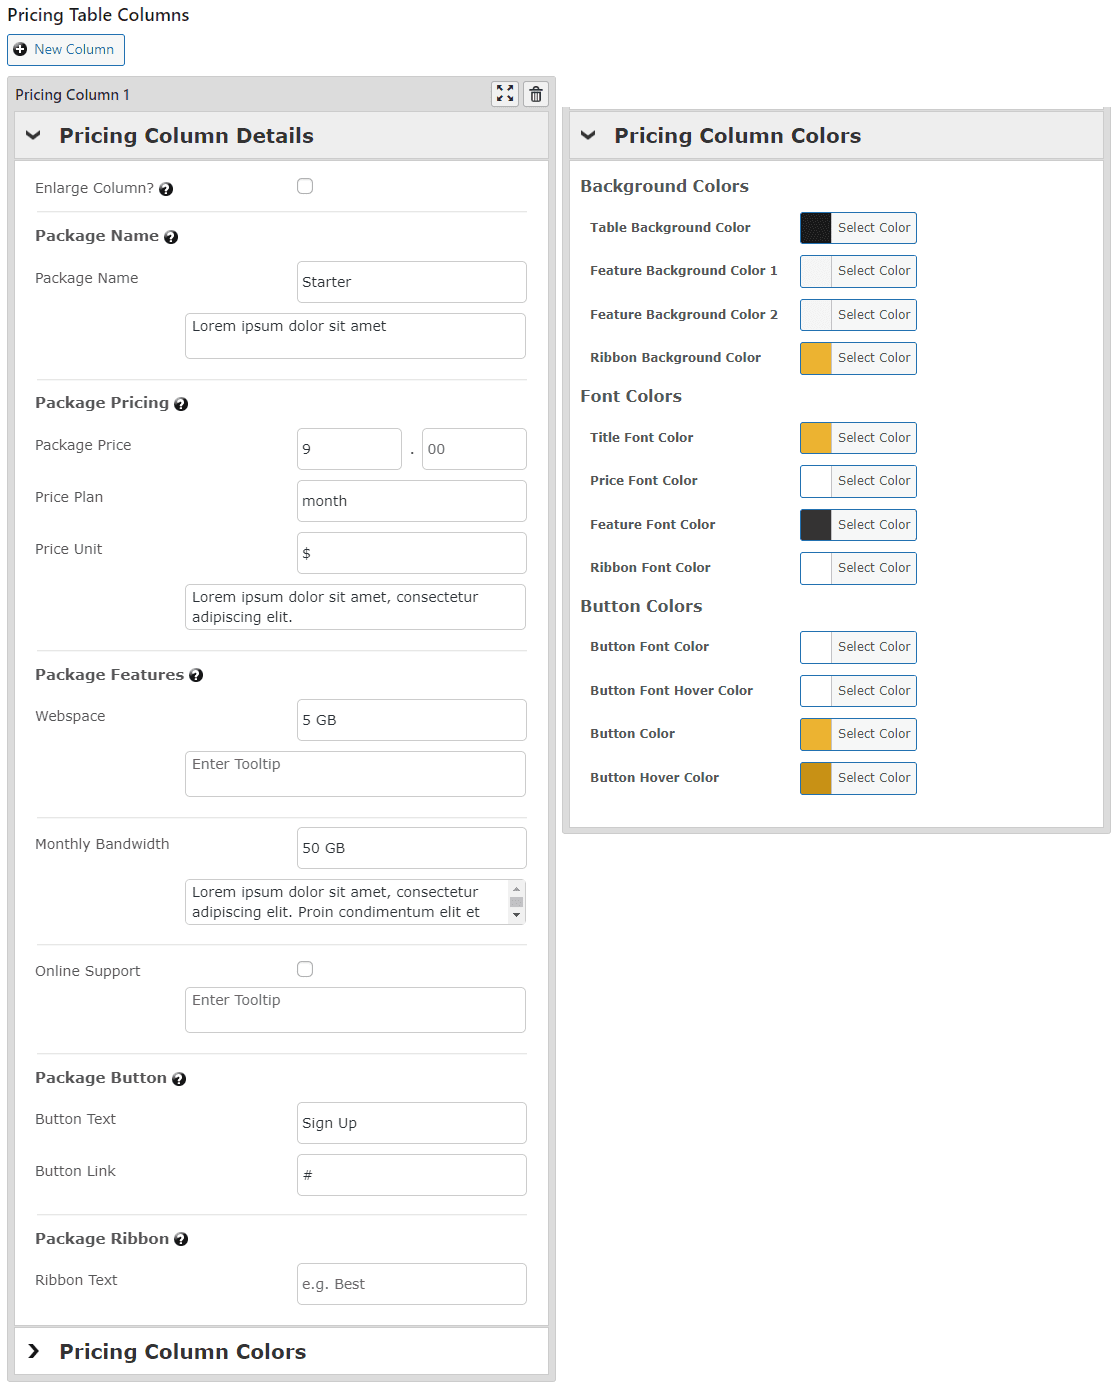 Pricing Table Columns
New Column
Pricing Column 1
Pricing Column Details
Enlarge Column? ?
Package Name ?
Package Name
Starter
Lorem ipsum dolor sit amet
Package Pricing ?
Package Price
9 . 00
Price Plan
month
Price Unit
$
Lorem ipsum dolor sit amet, consectetur
adipiscing elit.
Package Features ?
Webspace
5 GB
Enter Tooltip
Monthly Bandwidth
50 GB
Lorem ipsum dolor sit amet, consectetur
adipiscing elit. Proin condimentum elit et
Online Support
Enter Tooltip
Package Button ?
Button Text
Sign Up
Button Link
#
Package Ribbon ?
Ribbon Text
e.g. Best
Pricing Column Colors
Pricing Column Colors
Background Colors
Table Background Color
Select Color
Feature Background Color 1
Select Color
Feature Background Color 2
Select Color
Ribbon Background Color
Select Color
Font Colors
Title Font Color
Select Color
Price Font Color
Select Color
Feature Font Color
Select Color
Ribbon Font Color
Select Color
Button Colors
Button Font Color
Select Color
Button Font Hover Color
Select Color
Button Color
Select Color
Button Hover Color
Select Color